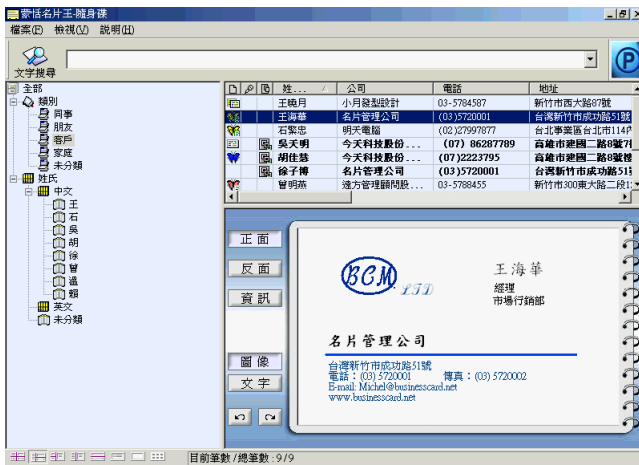 蒙恬名片王-隨身碟
檔案(F) 檢視(V) 說明(H)
文字搜尋
全部
類別
同事
朋友
客戶
家庭
未分類
姓氏
中文
王
石
吳
胡
徐
曾
溫
賴
英文
未分類
姓... 公司 電話 地址
王曉月 小月髮型設計 03-5784587 新竹市西大路87號
王海華 名片管理公司 (03)5720001 台灣新竹市成功路51號
石繁忠 明天電腦 (02)27997877 台北事業區台北市114內
吳天明 今天科技股份... (07) 86287789 高雄市建國二路8號7樓
胡佳慧 今天科技股份... (07)2223795 高雄市建國二路8號樓
徐子博 名片管理公司 (03)5720001 台灣新竹市成功路51號
曾明燕 遠方管理顧問股... 03-5788455 新竹市300東大路二段1
正面
反面
資訊
圖像
文字
BCM LTD
王海華
經理
市場行銷部
名片管理公司
台灣新竹市成功路51號
電話：(03) 5720001 傳真：(03) 5720002
E-mail: Michel@businesscard.net
www.businesscard.net
目前筆數/總筆數:9/9